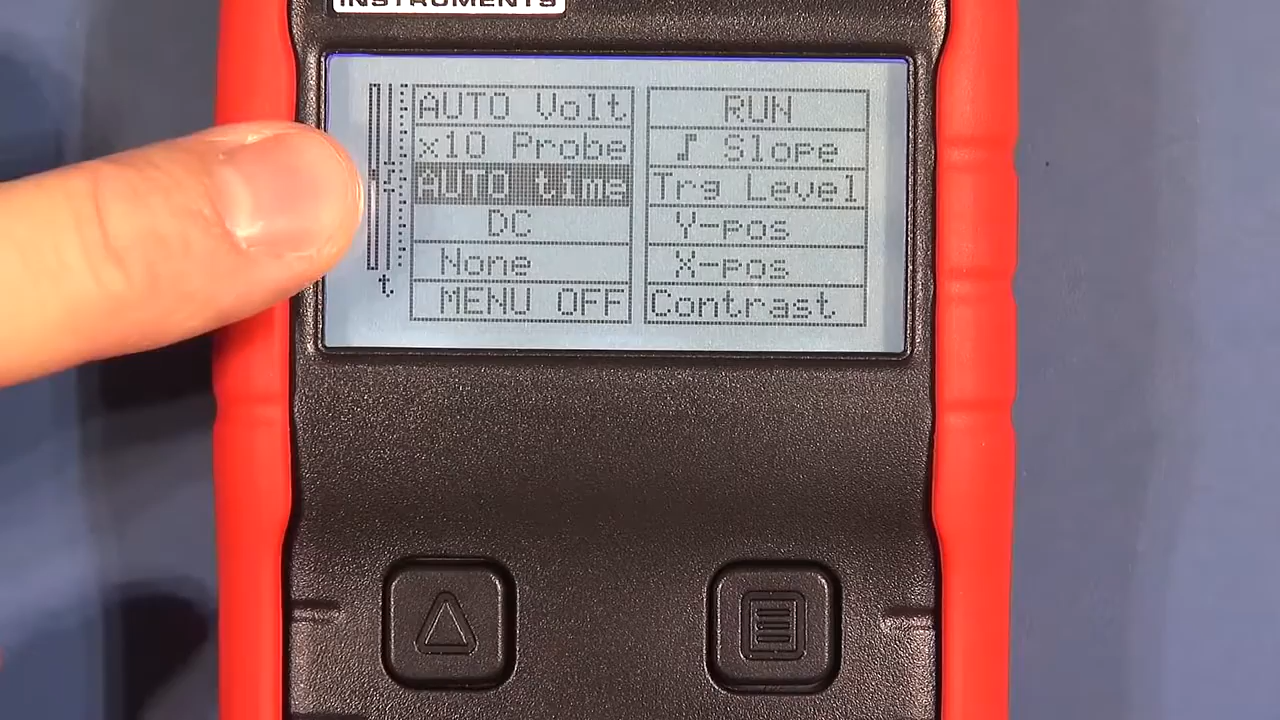 INSTRUMENTS
AUTO Volt
x10 Probe
AUTO time
DC
None
MENU OFF
RUN
Slope
Trg Level
Y-pos
X-pos
Contrast
t